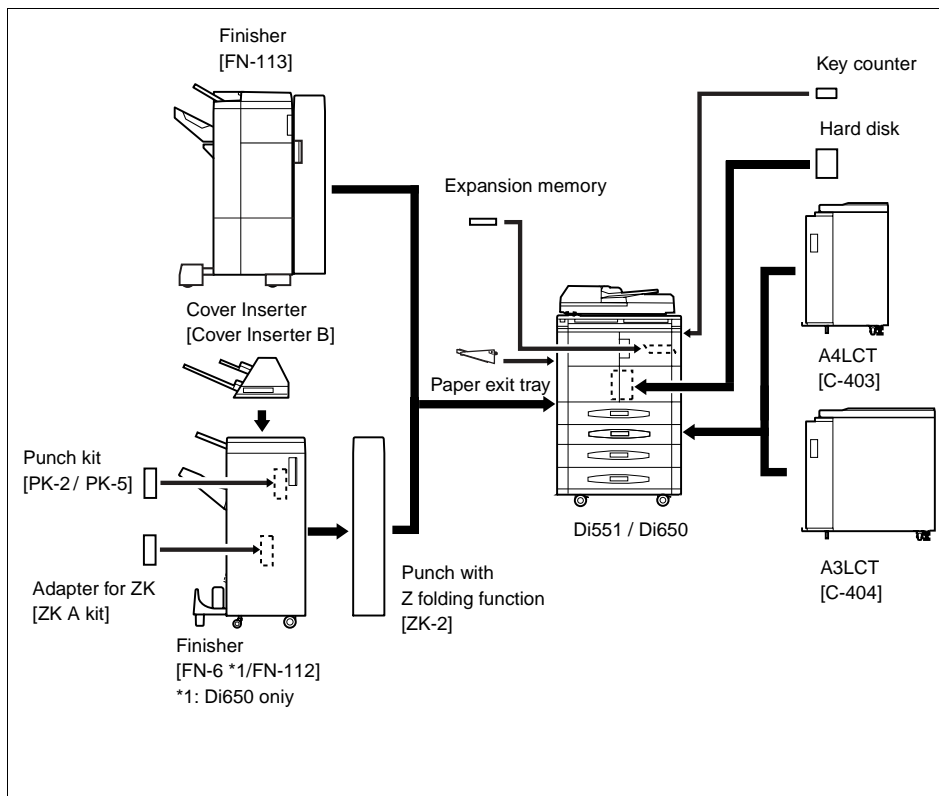 Finisher
[FN-113]
Key counter
Hard disk
Expansion memory
Cover Inserter
[Cover Inserter B]
A4LCT
[C-403]
Paper exit tray
Punch kit
[PK-2 / PK-5]
Di551 / Di650
A3LCT
[C-404]
Adapter for ZK
[ZK A kit]
Punch with
Z folding function
[ZK-2]
Finisher
[FN-6 *1/FN-112]
*1: Di650 oniy